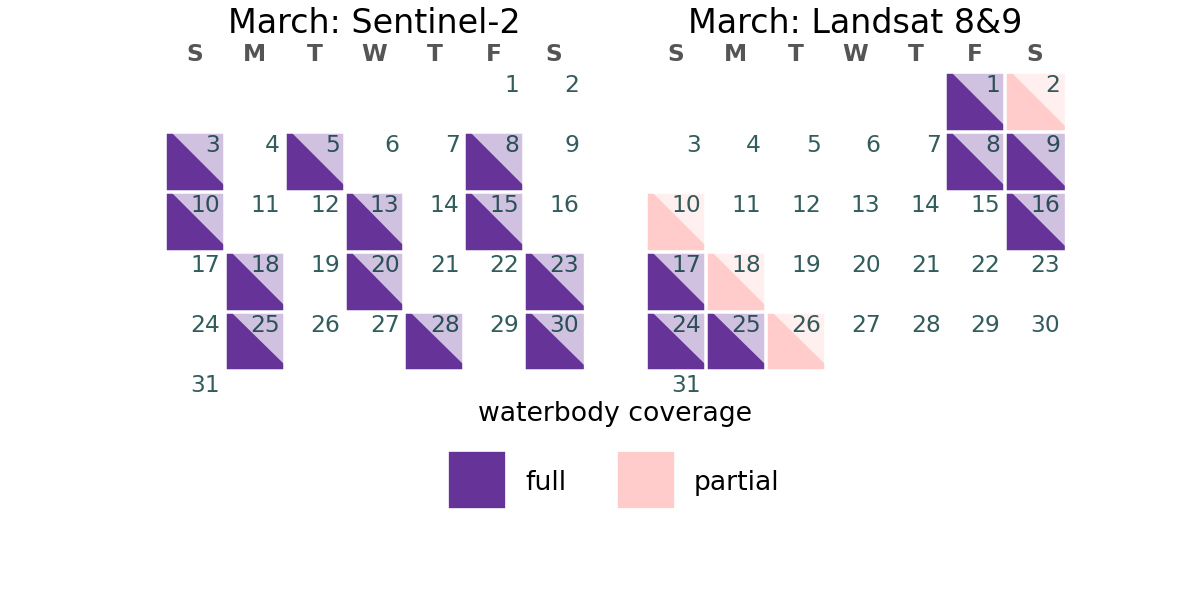 March: Sentinel-2
S M T W T F S
1 2
3 4 5 6 7 8 9
10 11 12 13 14 15 16
17 18 19 20 21 22 23
24 25 26 27 28 29 30
31
March: Landsat 8&9
S M T W T F S
1 2
3 4 5 6 7 8 9
10 11 12 13 14 15 16
17 18 19 20 21 22 23
24 25 26 27 28 29 30
31
waterbody coverage
full partial